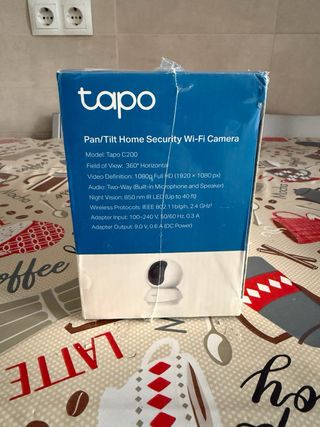 tapo
Pan/Tilt Home Security Wi-Fi Camera
Model: Tapo C200
Field of View: 360° Horizontal
Video Definition: 1080p Full HD (1920 × 1080 px)
Audio: Two-Way (Built-in Microphone and Speaker)
Night Vision: 850 nm IR LED (Up to 40 ft)
Wireless Protocols: IEEE 802.11b/g/n, 2.4 GHz
Adapter Input: 100–240 V, 50/60 Hz, 0.3 A
Adapter Output: 9.0 V, 0.6 A (DC Power)
coffee
LATTE